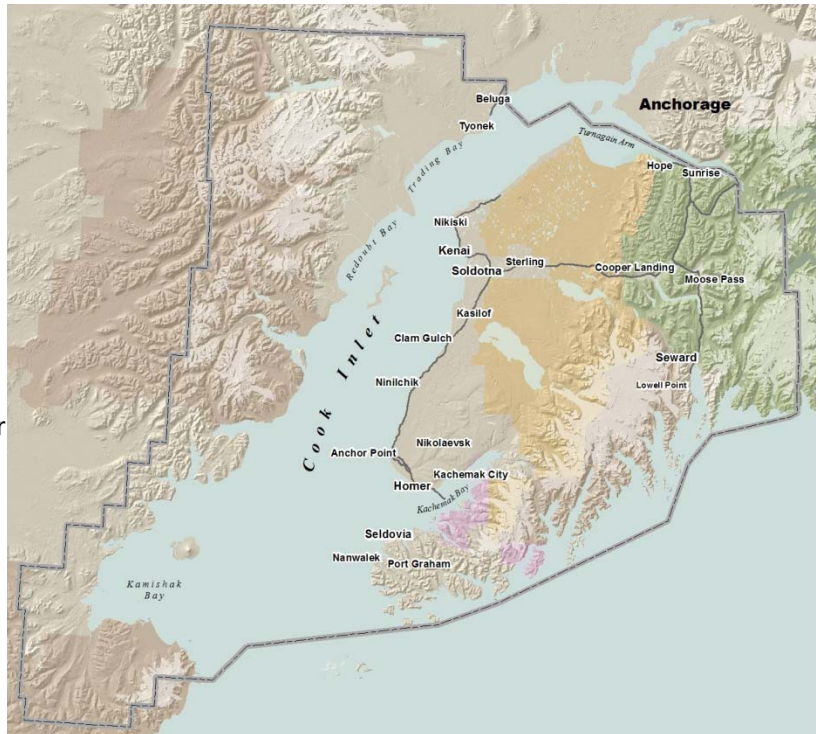 Beluga
Anchorage
Tyonek
Turnagain Arm
Trading Bay
Hope
Sunrise
Nikiski
Redoubt Bay
Kenai
Sterling
Soldotna
Cooper Landing
Moose Pass
Kasilof
Clam Gulch
Cook Inlet
Seward
Ninilchik
Lowell Point
r
Nikolaevsk
Anchor Point
Kachemak City
Homer
Kachemak Bay
Seldovia
Nanwalek
Port Graham
Kamishak
Bay